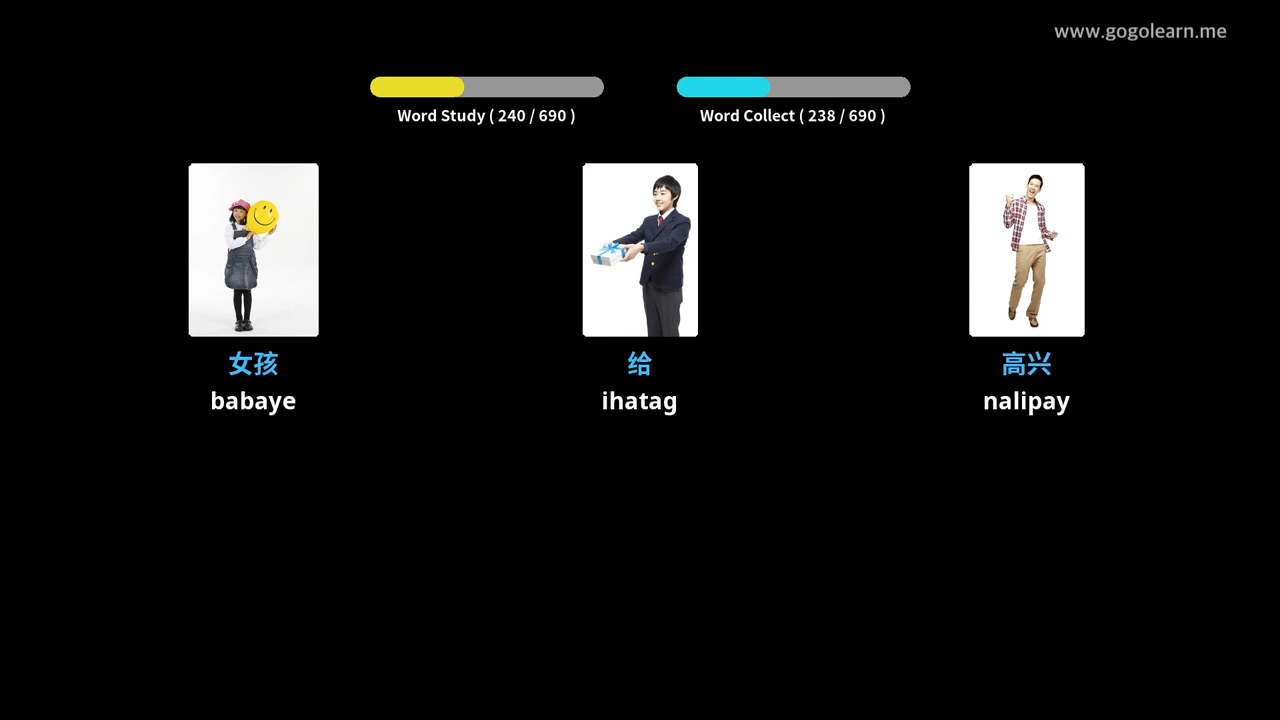 www.gogolearn.me
Word Study ( 240 / 690 )
Word Collect ( 238 / 690 )
女孩
babaye
给
ihatag
高兴
nalipay